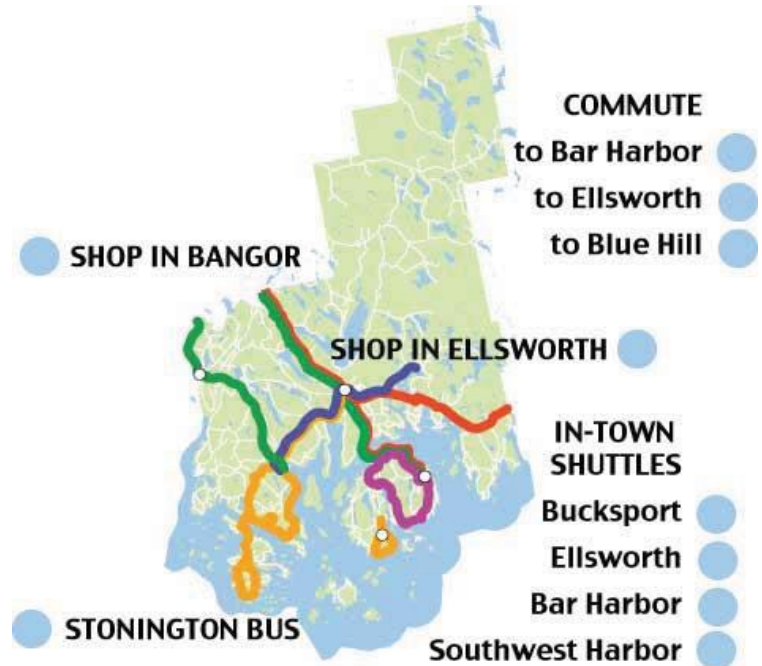 COMMUTE
to Bar Harbor
to Ellsworth
to Blue Hill
SHOP IN BANGOR
SHOP IN ELLSWORTH
IN-TOWN
SHUTTLES
Bucksport
Ellsworth
Bar Harbor
Southwest Harbor
STONINGTON BUS